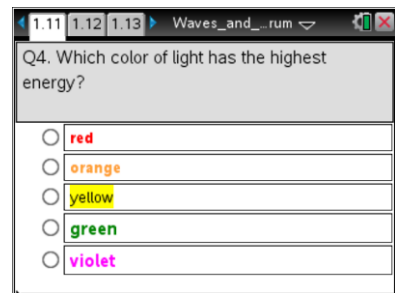 1.11 1.12 1.13 Waves_and_...rum
Q4. Which color of light has the highest
energy?
red
orange
yellow
green
violet